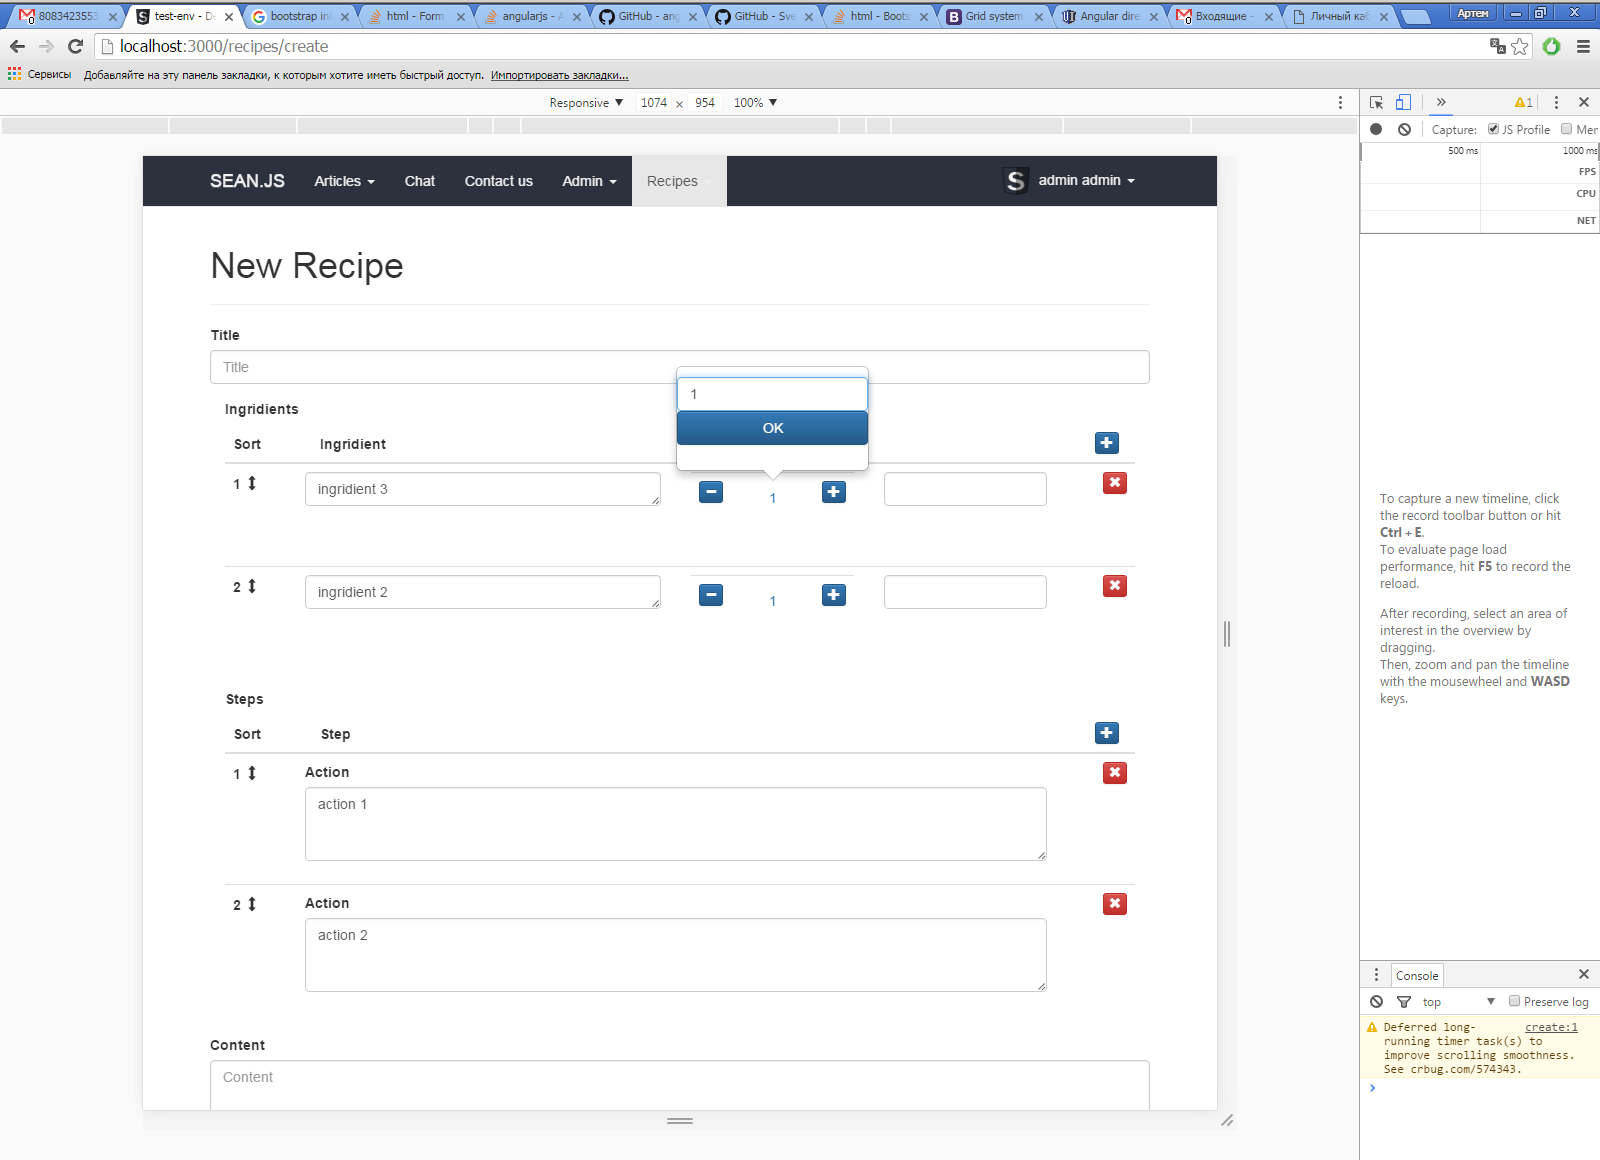 8083423553
test-env - De
bootstrap inl
html - Form
angularjs - A
GitHub - ang
GitHub - Sve
html - Boots
Grid system
Angular dire
Входящие -
Личный каб
Артем
localhost:3000/recipes/create
Сервисы
Добавляйте на эту панель закладки, к которым хотите иметь быстрый доступ. Импортировать закладки...
Responsive ▼ 1074 × 954 100% ▼
1
Capture: JS Profile Mer
500 ms 1000 ms
FPS
CPU
NET
SEAN.JS Articles Chat Contact us Admin Recipes admin admin
New Recipe
Title
Title
1
OK
Ingridients
Sort Ingridient
1 ingridient 3 1
2 ingridient 2 1
Steps
Sort Step
1 Action
action 1
2 Action
action 2
Content
Content
To capture a new timeline, click
the record toolbar button or hit
Ctrl + E.
To evaluate page load
performance, hit F5 to record the
reload.
After recording, select an area of
interest in the overview by
dragging.
Then, zoom and pan the timeline
with the mousewheel and WASD
keys.
Console
top ▼ Preserve log
Deferred long- create:1
running timer task(s) to
improve scrolling smoothness.
See crbug.com/574343.